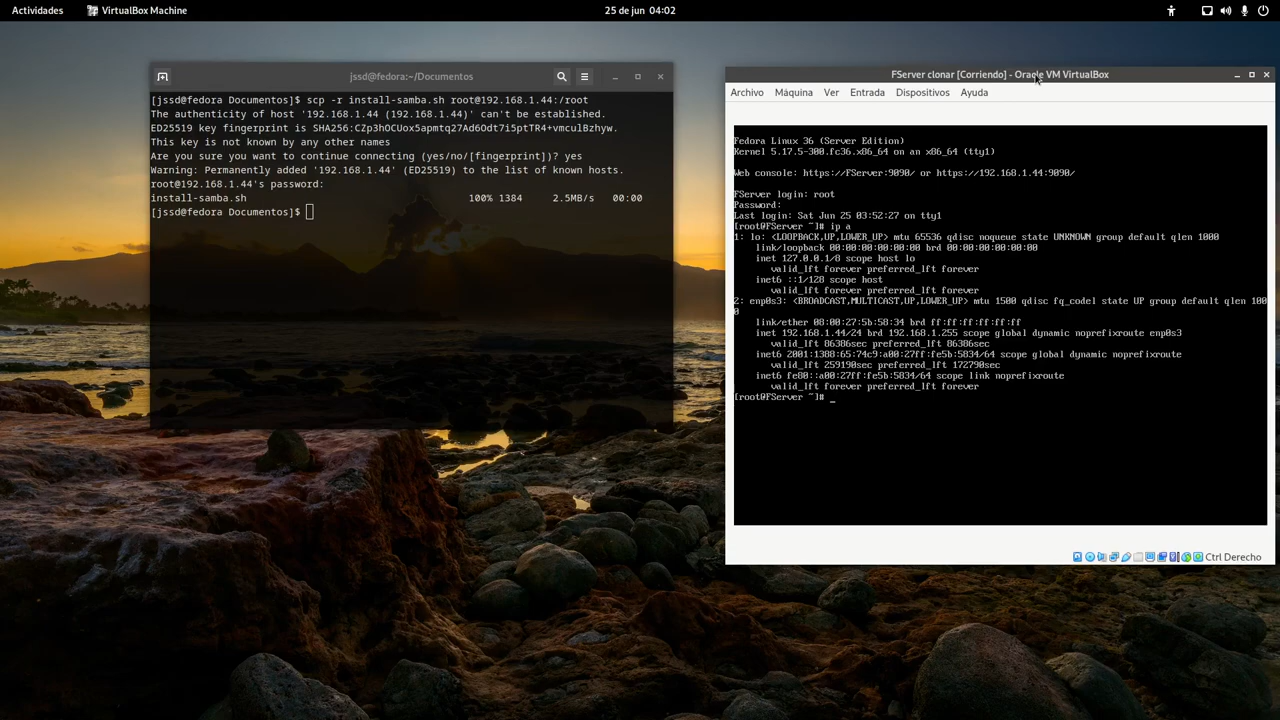 Actividades
VirtualBox Machine
25 de jun 04:02
jssd@fedora:~/Documentos
[jssd@fedora Documentos]$ scp -r install-samba.sh root@192.168.1.44:/root
The authenticity of host '192.168.1.44 (192.168.1.44)' can't be established.
ED25519 key fingerprint is SHA256:CZp3hOCUox5apmtq27Ad6Odt7i5ptTR4+vmculBzhyw.
This key is not known by any other names
Are you sure you want to continue connecting (yes/no/[fingerprint])? yes
Warning: Permanently added '192.168.1.44' (ED25519) to the list of known hosts.
root@192.168.1.44's password:
install-samba.sh 100% 1384 2.5MB/s 00:00
[jssd@fedora Documentos]$
FServer clonar [Corriendo] - Oracle VM VirtualBox
Archivo Máquina Ver Entrada Dispositivos Ayuda
Fedora Linux 36 (Server Edition)
Kernel 5.17.5-300.fc36.x86_64 on an x86_64 (tty1)
Web console: https://FServer:9090/ or https://192.168.1.44:9090/
FServer login: root
Password:
Last login: Sat Jun 25 03:52:27 on tty1
[root@FServer ~]# ip a
1: lo: <LOOPBACK,UP,LOWER_UP> mtu 65536 qdisc noqueue state UNKNOWN group default qlen 1000
link/loopback 00:00:00:00:00:00 brd 00:00:00:00:00:00
inet 127.0.0.1/8 scope host lo
valid_lft forever preferred_lft forever
inet6 ::1/128 scope host
valid_lft forever preferred_lft forever
2: enp0s3: <BROADCAST,MULTICAST,UP,LOWER_UP> mtu 1500 qdisc fq_codel state UP group default qlen 100
0
link/ether 08:00:27:5b:58:34 brd ff:ff:ff:ff:ff:ff
inet 192.168.1.44/24 brd 192.168.1.255 scope global dynamic noprefixroute enp0s3
valid_lft 86386sec preferred_lft 86386sec
inet6 2001:1388:65:74c9:a00:27ff:fe5b:5834/64 scope global dynamic noprefixroute
valid_lft 259190sec preferred_lft 172790sec
inet6 fe80::a00:27ff:fe5b:5834/64 scope link noprefixroute
valid_lft forever preferred_lft forever
[root@FServer ~]# _
Ctrl Derecho